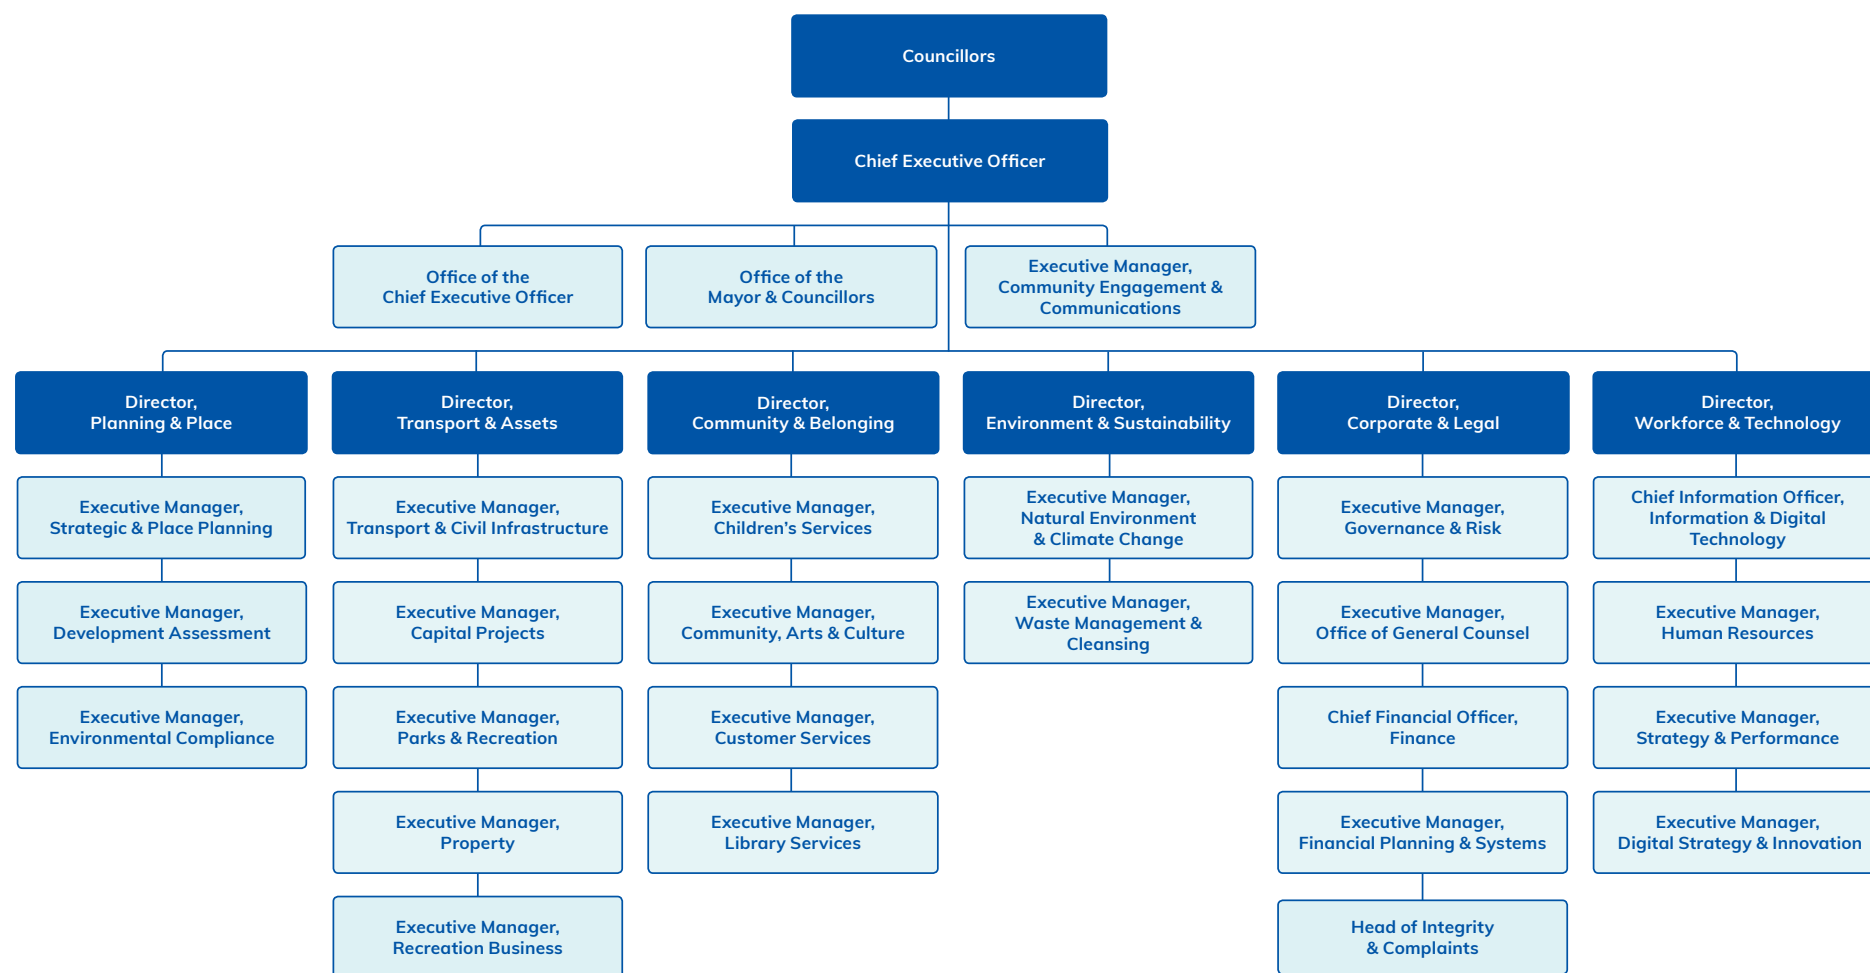 Councillors
Chief Executive Officer
Office of the
Chief Executive Officer
Office of the
Mayor & Councillors
Executive Manager,
Community Engagement &
Communications
Director,
Planning & Place
Director,
Transport & Assets
Director,
Community & Belonging
Director,
Environment & Sustainability
Director,
Corporate & Legal
Director,
Workforce & Technology
Executive Manager,
Strategic & Place Planning
Executive Manager,
Transport & Civil Infrastructure
Executive Manager,
Children’s Services
Executive Manager,
Natural Environment
& Climate Change
Executive Manager,
Governance & Risk
Chief Information Officer,
Information & Digital
Technology
Executive Manager,
Development Assessment
Executive Manager,
Capital Projects
Executive Manager,
Community, Arts & Culture
Executive Manager,
Waste Management &
Cleansing
Executive Manager,
Office of General Counsel
Executive Manager,
Human Resources
Executive Manager,
Environmental Compliance
Executive Manager,
Parks & Recreation
Executive Manager,
Customer Services
Chief Financial Officer,
Finance
Executive Manager,
Strategy & Performance
Executive Manager,
Property
Executive Manager,
Library Services
Executive Manager,
Financial Planning & Systems
Executive Manager,
Digital Strategy & Innovation
Executive Manager,
Recreation Business
Head of Integrity
& Complaints